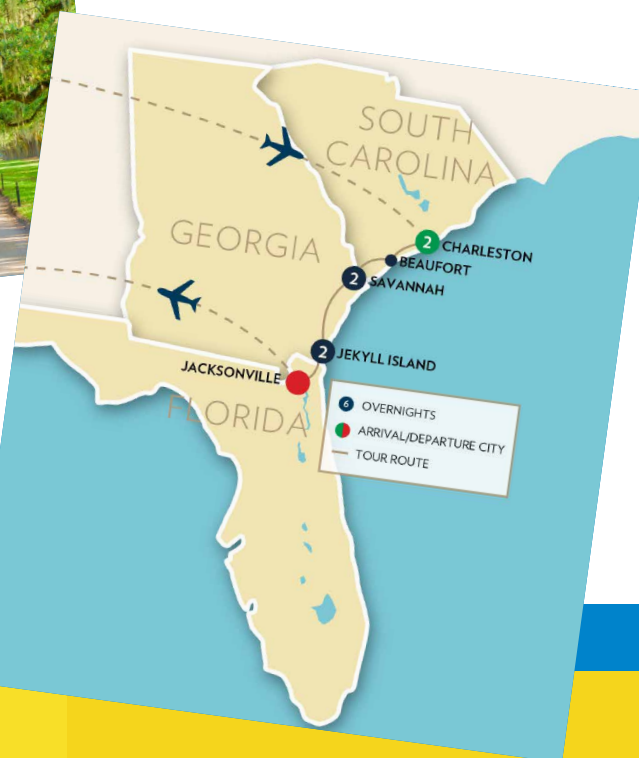 SOUTH
CAROLINA
GEORGIA
2 CHARLESTON
BEAUFORT
2 SAVANNAH
2 JEKYLL ISLAND
JACKSONVILLE
FLORIDA
6 OVERNIGHTS
ARRIVAL/DEPARTURE CITY
TOUR ROUTE